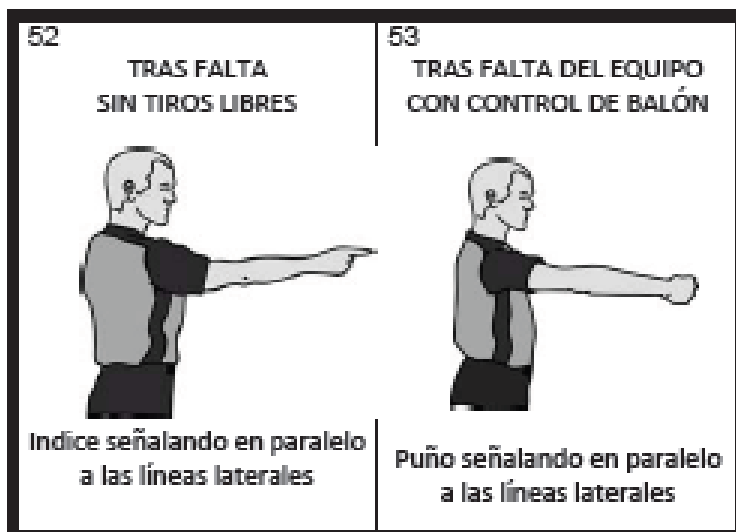 52
TRAS FALTA
SIN TIROS LIBRES
Indice señalando en paralelo
a las líneas laterales
53
TRAS FALTA DEL EQUIPO
CON CONTROL DE BALÓN
Puño señalando en paralelo
a las líneas laterales